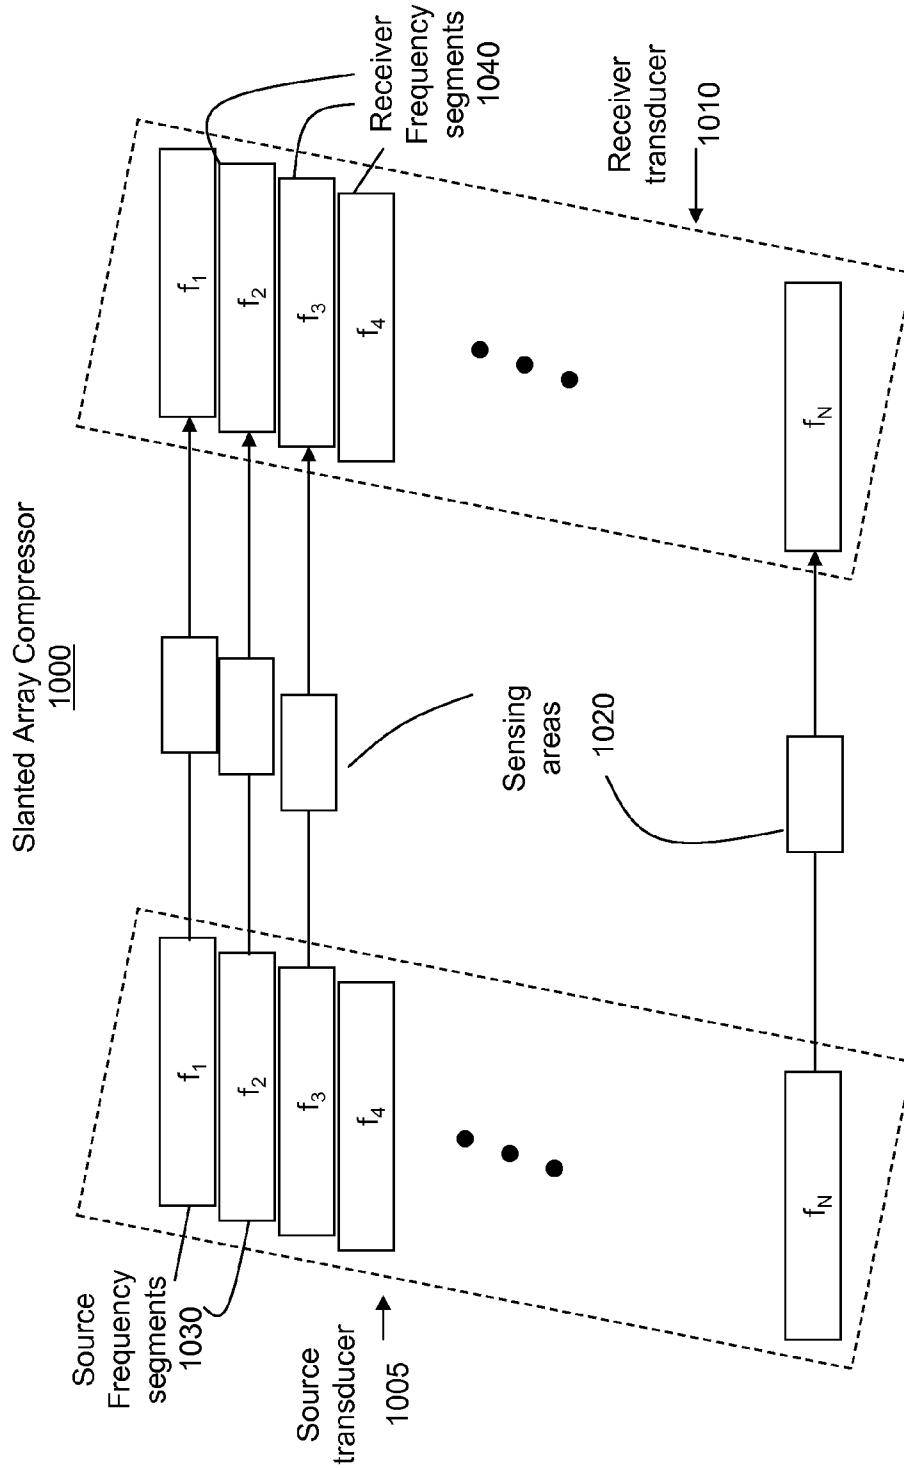 Slanted Array Compressor
1000
Source
Frequency
segments
1030
f1
f2
f3
f4
fN
Source
transducer
1005
Sensing
areas
1020
f1
f2
f3
f4
fN
Receiver
Frequency
segments
1040
Receiver
transducer
1010